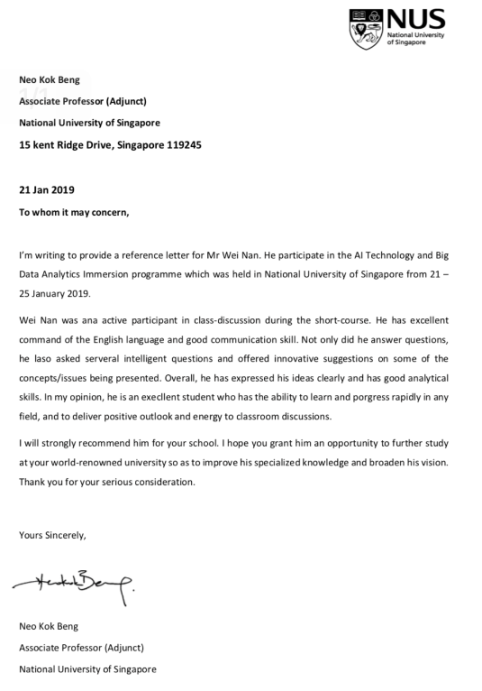 NUS
National University
of Singapore
Neo Kok Beng
1/1
Associate Professor (Adjunct)
National University of Singapore
15 kent Ridge Drive, Singapore 119245
21 Jan 2019
To whom it may concern,
I'm writing to provide a reference letter for Mr Wei Nan. He participate in the AI Technology and Big
Data Analytics Immersion programme which was held in National University of Singapore from 21 –
25 January 2019.
Wei Nan was ana active participant in class-discussion during the short-course. He has excellent
command of the English language and good communication skill. Not only did he answer questions,
he laso asked serveral intelligent questions and offered innovative suggestions on some of the
concepts/issues being presented. Overall, he has expressed his ideas clearly and has good analytical
skills. In my opinion, he is an execllent student who has the ability to learn and porgress rapidly in any
field, and to deliver positive outlook and energy to classroom discussions.
I will strongly recommend him for your school. I hope you grant him an opportunity to further study
at your world-renowned university so as to improve his specialized knowledge and broaden his vision.
Thank you for your serious consideration.
Yours Sincerely,
Neo Kok Beng
Associate Professor (Adjunct)
National University of Singapore